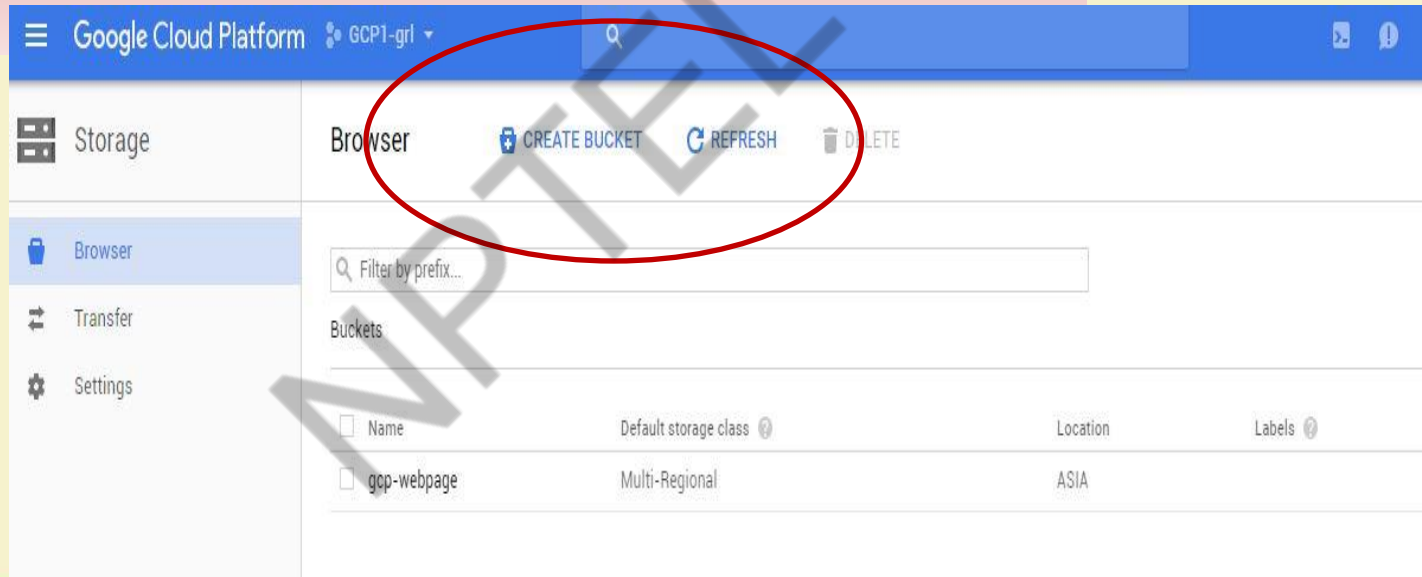 Google Cloud Platform GCP1-grl
Storage
Browser CREATE BUCKET REFRESH DELETE
Browser
Transfer
Settings
Filter by prefix...
Buckets
Name Default storage class Location Labels
gcp-webpage Multi-Regional ASIA
NPTEL